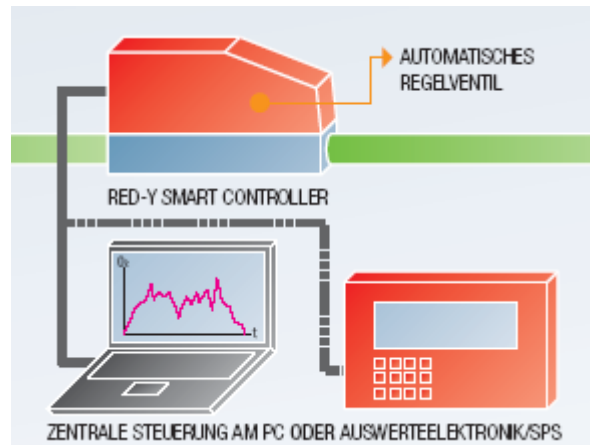 AUTOMATISCHES
REGELVENTIL
RED-Y SMART CONTROLLER
t
ZENTRALE STEUERUNG AM PC ODER AUSWERTEELEKTRONIK/SPS